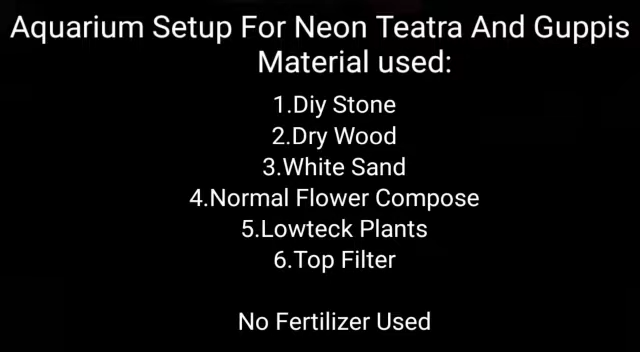 Aquarium Setup For Neon Teatra And Guppis
Material used:
1.Diy Stone
2.Dry Wood
3.White Sand
4.Normal Flower Compose
5.Lowteck Plants
6.Top Filter
No Fertilizer Used